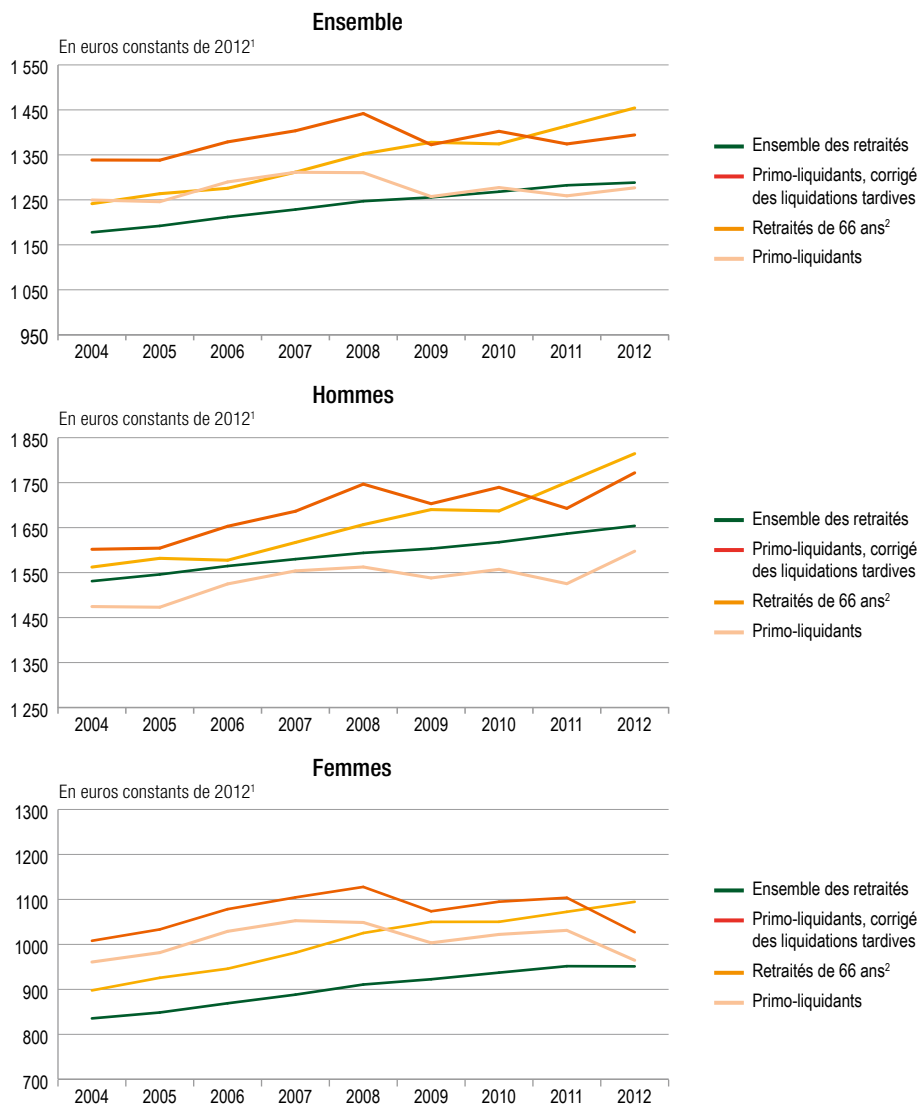 Ensemble
En euros constants de 2012¹
1 550
1 450
1 350
1 250
1 150
1 050
950
2004 2005 2006 2007 2008 2009 2010 2011 2012
Ensemble des retraités
Primo-liquidants, corrigé
des liquidations tardives
Retraités de 66 ans²
Primo-liquidants
Hommes
En euros constants de 2012¹
1 850
1 750
1 650
1 550
1 450
1 350
1 250
2004 2005 2006 2007 2008 2009 2010 2011 2012
Ensemble des retraités
Primo-liquidants, corrigé
des liquidations tardives
Retraités de 66 ans²
Primo-liquidants
Femmes
En euros constants de 2012¹
1300
1200
1100
1000
900
800
700
2004 2005 2006 2007 2008 2009 2010 2011 2012
Ensemble des retraités
Primo-liquidants, corrigé
des liquidations tardives
Retraités de 66 ans²
Primo-liquidants